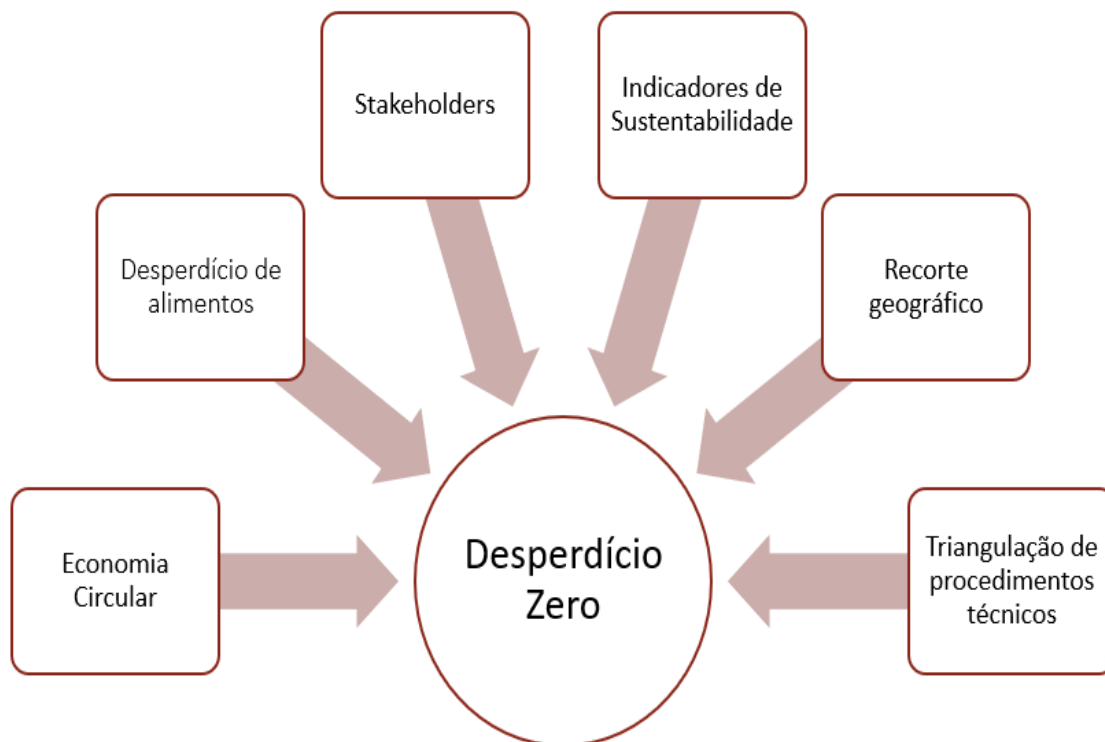 Stakeholders
Indicadores de
Sustentabilidade
Desperdício de
alimentos
Recorte
geográfico
Economia
Circular
Desperdício
Zero
Triangulação de
procedimentos
técnicos